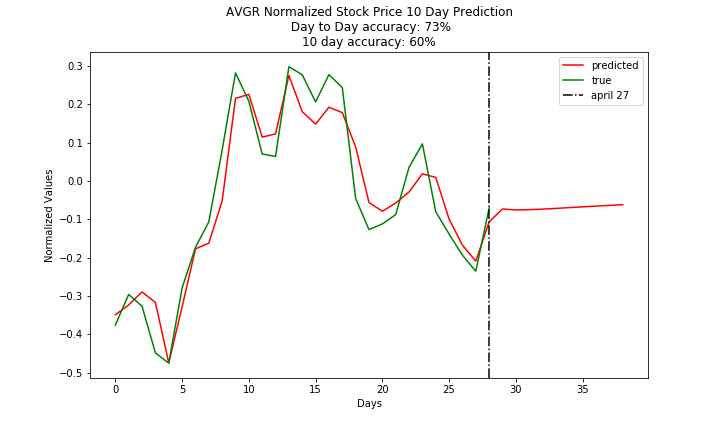 AVGR Normalized Stock Price 10 Day Prediction
Day to Day accuracy: 73%
10 day accuracy: 60%
predicted
true
april 27
0.3
0.2
0.1
0.0
−0.1
−0.2
−0.3
−0.4
−0.5
Normalized Values
0 5 10 15 20 25 30 35
Days